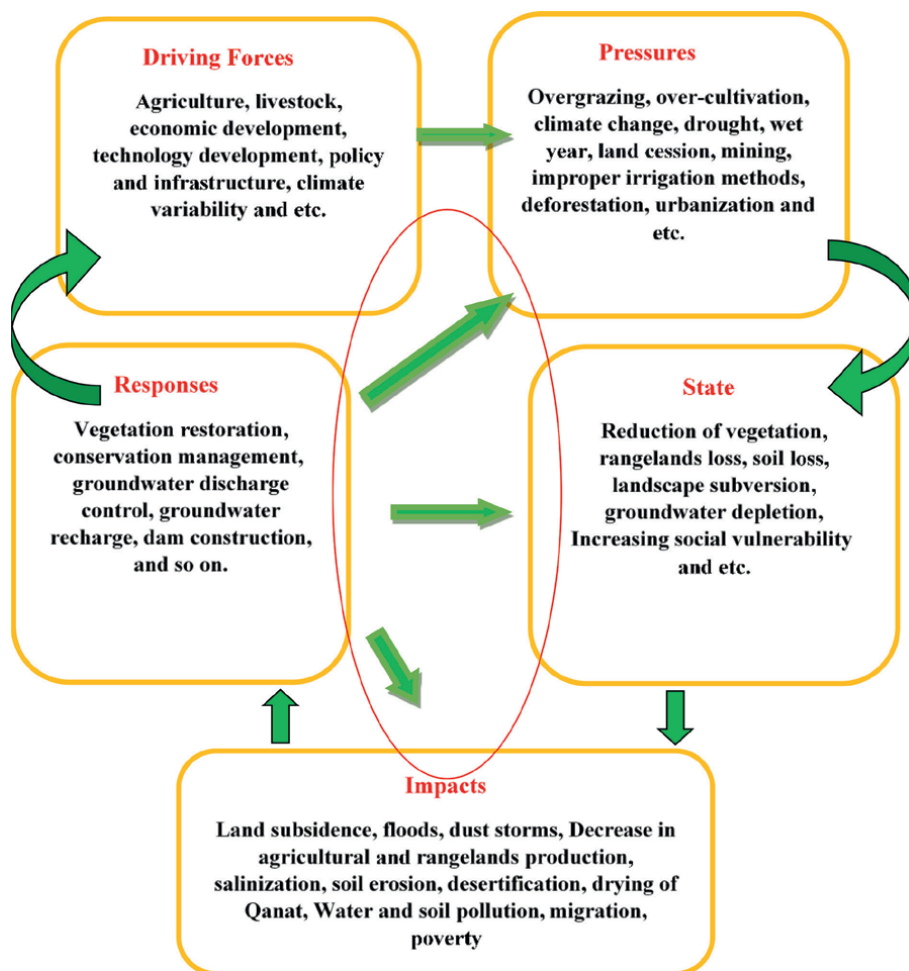 Driving Forces
Agriculture, livestock,
economic development,
technology development, policy
and infrastructure, climate
variability and etc.
Pressures
Overgrazing, over-cultivation,
climate change, drought, wet
year, land cession, mining,
improper irrigation methods,
deforestation, urbanization and
etc.
Responses
Vegetation restoration,
conservation management,
groundwater discharge
control, groundwater
recharge, dam construction,
and so on.
State
Reduction of vegetation,
rangelands loss, soil loss,
landscape subversion,
groundwater depletion,
Increasing social vulnerability
and etc.
Impacts
Land subsidence, floods, dust storms, Decrease in
agricultural and rangelands production,
salinization, soil erosion, desertification, drying of
Qanat, Water and soil pollution, migration,
poverty